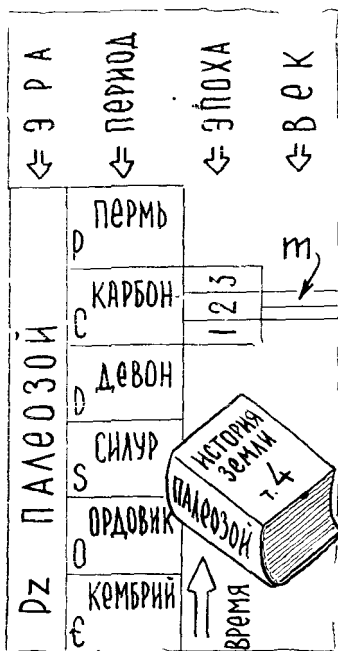 ЭРА
ПЕРИОД
ЭПОХА
ВЕК
Pz ПАЛЕОЗОЙ
P ПЕРМЬ
C КАРБОН
D ДЕВОН
S СИЛУР
O ОРДОВИК
Є КЕМБРИЙ
1 2 3
m
ИСТОРИЯ
ЗЕМЛИ
т. 4
ПАЛЕОЗОЙ
ВРЕМЯ